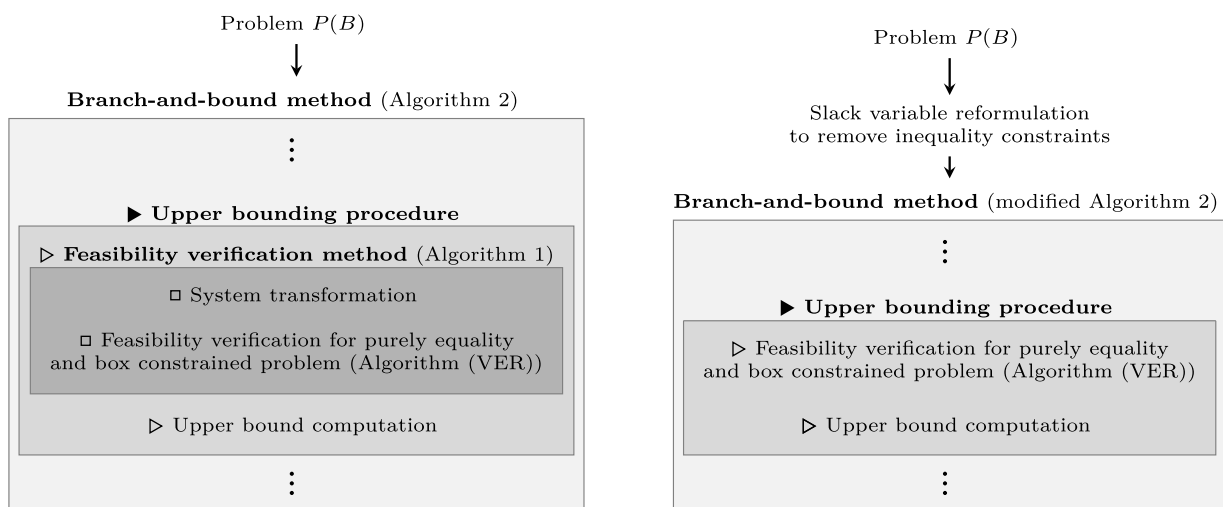 Problem P(B)
Branch-and-bound method (Algorithm 2)
⋮
▶ Upper bounding procedure
▷ Feasibility verification method (Algorithm 1)
□ System transformation
□ Feasibility verification for purely equality
and box constrained problem (Algorithm (VER))
▷ Upper bound computation
⋮
Problem P(B)
Slack variable reformulation
to remove inequality constraints
Branch-and-bound method (modified Algorithm 2)
⋮
▶ Upper bounding procedure
▷ Feasibility verification for purely equality
and box constrained problem (Algorithm (VER))
▷ Upper bound computation
⋮